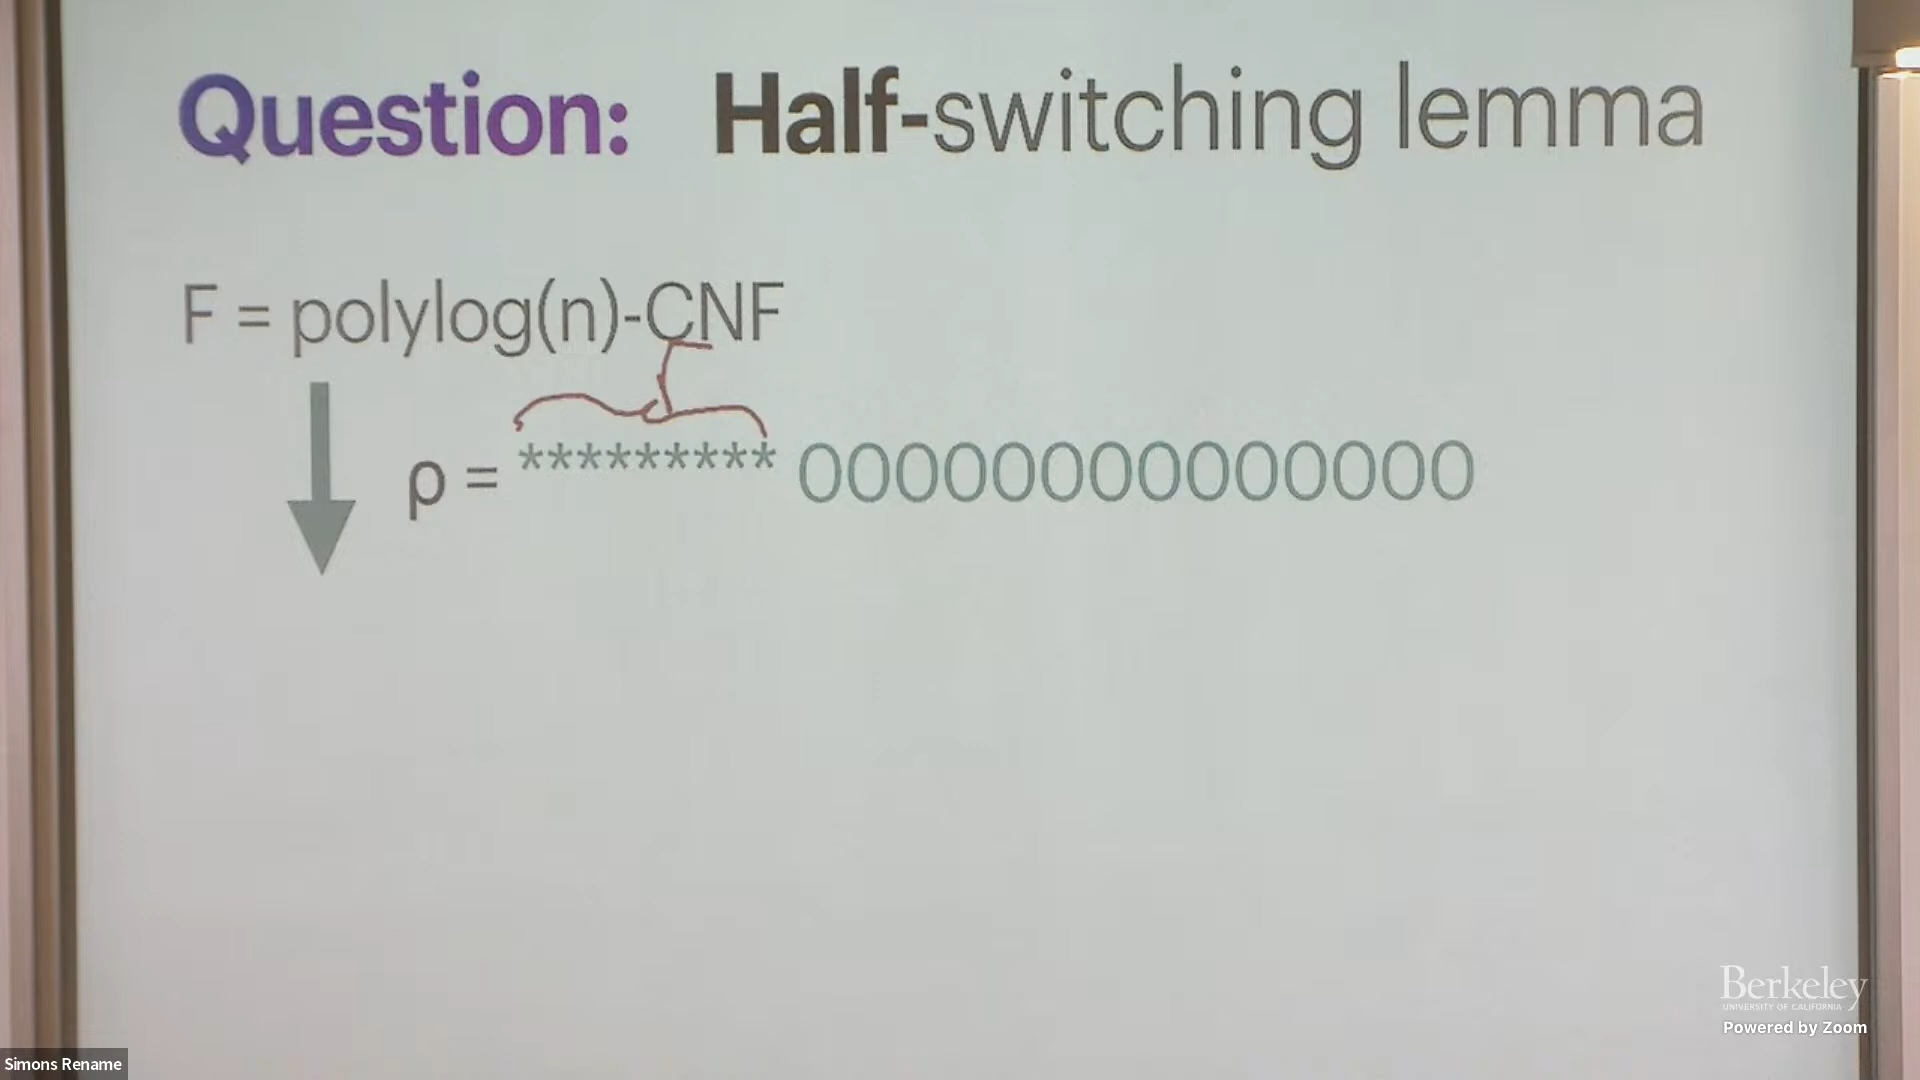 Question: Half-switching lemma
F = polylog(n)-CNF
ρ = ********* 00000000000000
Berkeley
UNIVERSITY OF CALIFORNIA
Powered by Zoom
Simons Rename